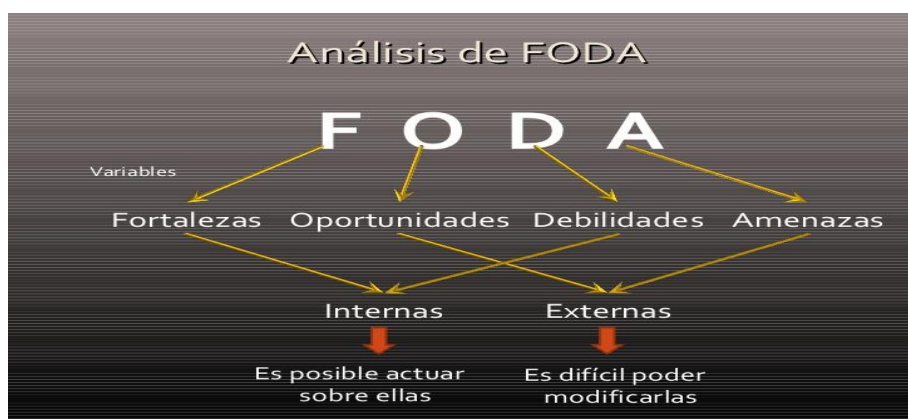 Análisis de FODA
F O D A
Variables
Fortalezas Oportunidades Debilidades Amenazas
Internas Externas
Es posible actuar
sobre ellas
Es difícil poder
modificarlas